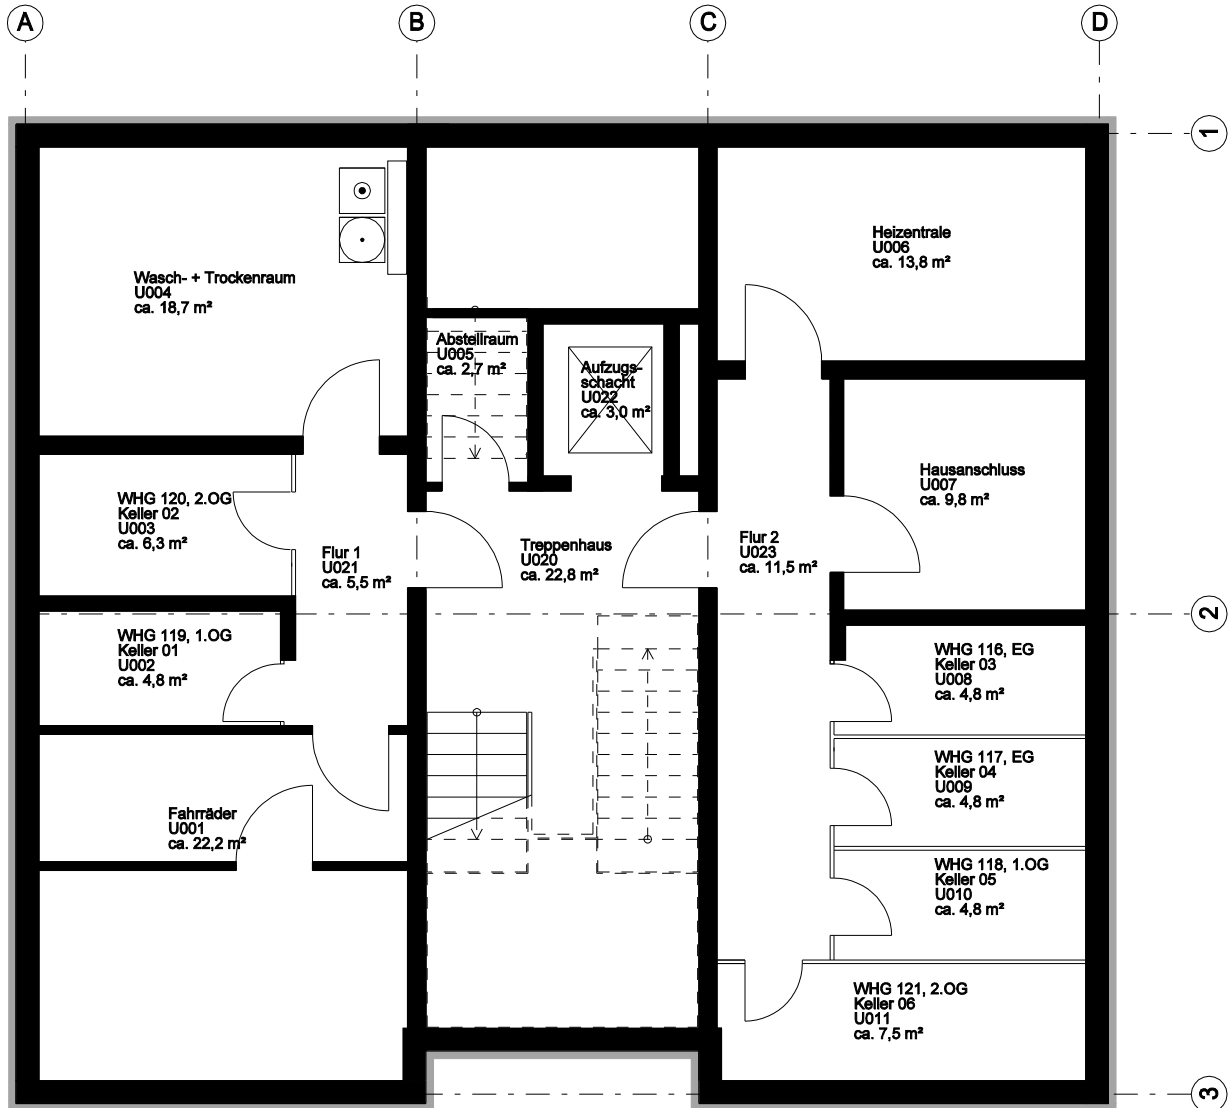 A
B
C
D
1
Heizentrale
U006
ca. 13,8 m²
Wasch- + Trockenraum
U004
ca. 18,7 m²
Abstellraum
U005
ca. 2,7 m²
Aufzugs-
schacht
U022
ca. 3,0 m²
Hausanschluss
U007
ca. 9,8 m²
WHG 120, 2.OG
Keller 02
U003
ca. 6,3 m²
Flur 1
U021
ca. 5,5 m²
Treppenhaus
U020
ca. 22,8 m²
Flur 2
U023
ca. 11,5 m²
2
WHG 119, 1.OG
Keller 01
U002
ca. 4,8 m²
WHG 116, EG
Keller 03
U008
ca. 4,8 m²
WHG 117, EG
Keller 04
U009
ca. 4,8 m²
Fahrräder
U001
ca. 22,2 m²
WHG 118, 1.OG
Keller 05
U010
ca. 4,8 m²
WHG 121, 2.OG
Keller 06
U011
ca. 7,5 m²
3